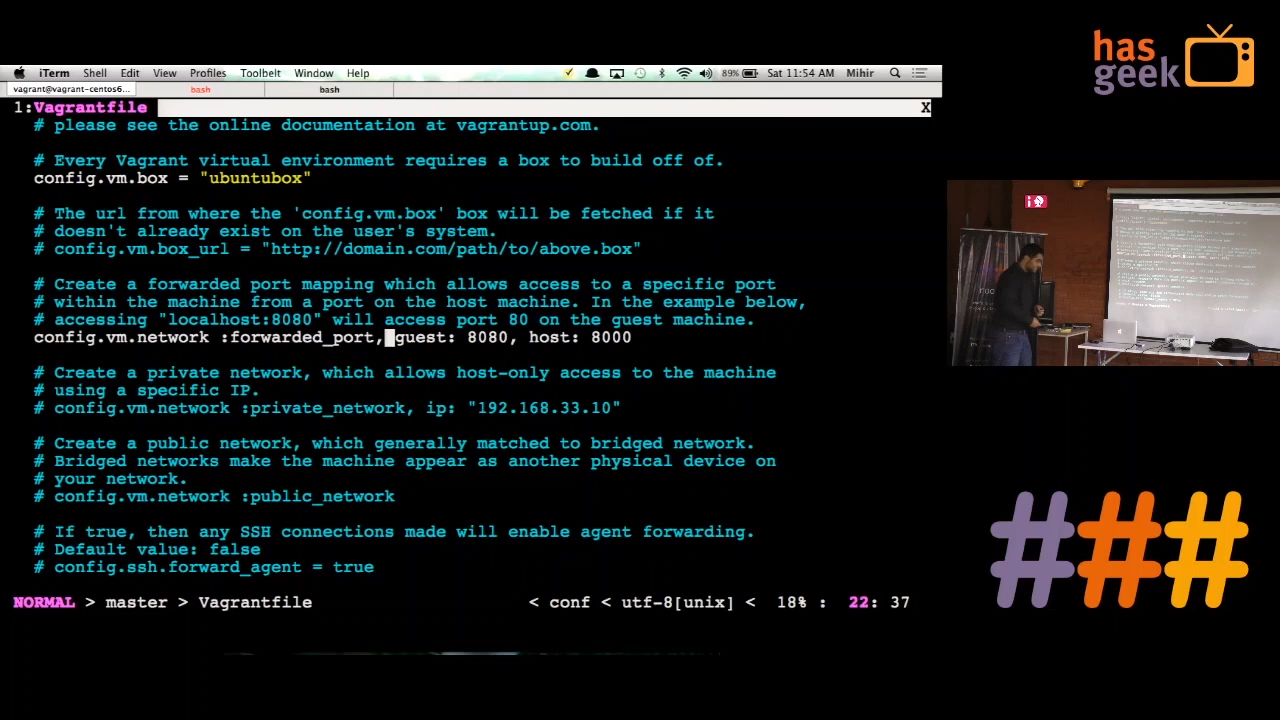 has
geek
iTerm Shell Edit View Profiles Toolbelt Window Help 89% Sat 11:54 AM Mihir
vagrant@vagrant-centos6... bash bash
1:Vagrantfile X
# please see the online documentation at vagrantup.com.
# Every Vagrant virtual environment requires a box to build off of.
config.vm.box = "ubuntubox"
# The url from where the 'config.vm.box' box will be fetched if it
# doesn't already exist on the user's system.
# config.vm.box_url = "http://domain.com/path/to/above.box"
# Create a forwarded port mapping which allows access to a specific port
# within the machine from a port on the host machine. In the example below,
# accessing "localhost:8080" will access port 80 on the guest machine.
config.vm.network :forwarded_port, guest: 8080, host: 8000
# Create a private network, which allows host-only access to the machine
# using a specific IP.
# config.vm.network :private_network, ip: "192.168.33.10"
# Create a public network, which generally matched to bridged network.
# Bridged networks make the machine appear as another physical device on
# your network.
# config.vm.network :public_network
# If true, then any SSH connections made will enable agent forwarding.
# Default value: false
# config.ssh.forward_agent = true
NORMAL > master > Vagrantfile < conf < utf-8[unix] < 18% : 22: 37
###